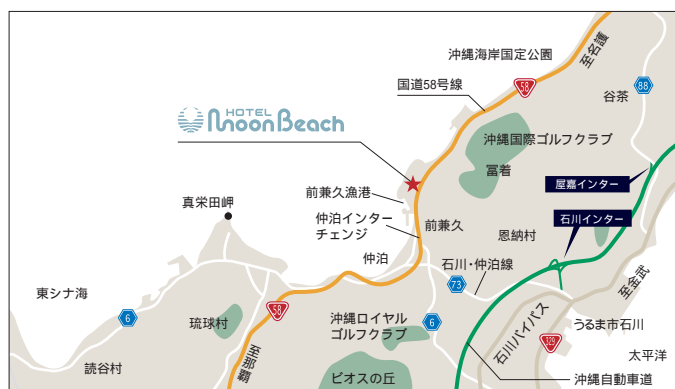 沖縄海岸国定公園
至名護
国道58号線
58
88
谷茶
HOTEL
Moon Beach
沖縄国際ゴルフクラブ
冨着
屋嘉インター
前兼久漁港
真栄田岬
仲泊インター
チェンジ
前兼久
石川インター
恩納村
仲泊
石川・仲泊線
73
至金武
東シナ海
6
58
琉球村
沖縄ロイヤル
ゴルフクラブ
6
石川バイパス
うるま市石川
329
太平洋
読谷村
至那覇
ビオスの丘
沖縄自動車道